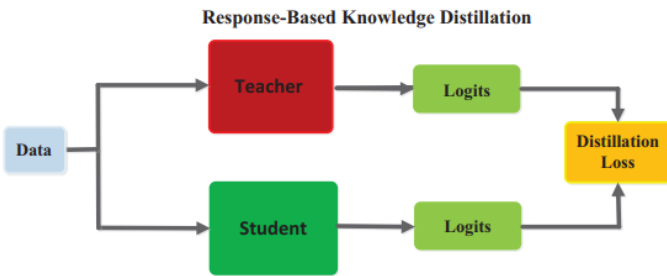 Response-Based Knowledge Distillation
Teacher
Logits
Data
Distillation
Loss
Student
Logits